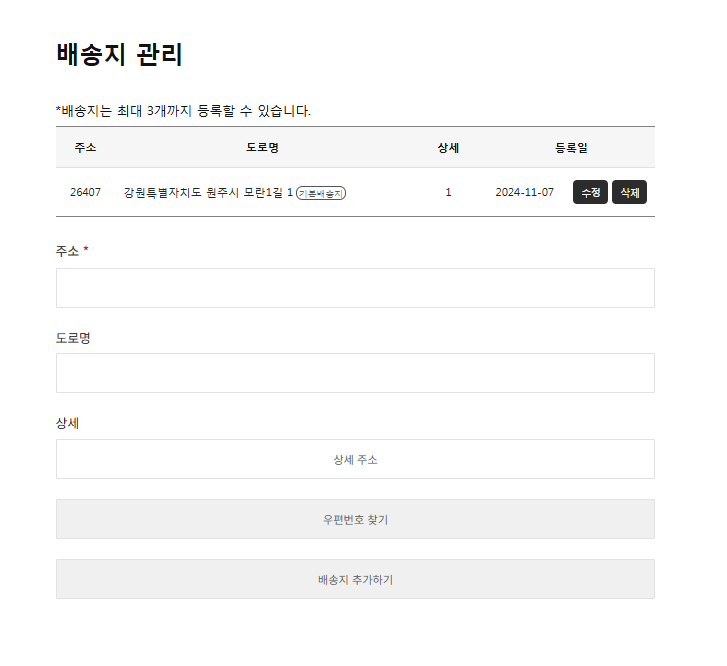 배송지 관리
*배송지는 최대 3개까지 등록할 수 있습니다.
주소 도로명 상세 등록일
26407 강원특별자치도 원주시 모란1길 1 기본배송지 1 2024-11-07 수정 삭제
주소 *
도로명
상세
상세 주소
우편번호 찾기
배송지 추가하기